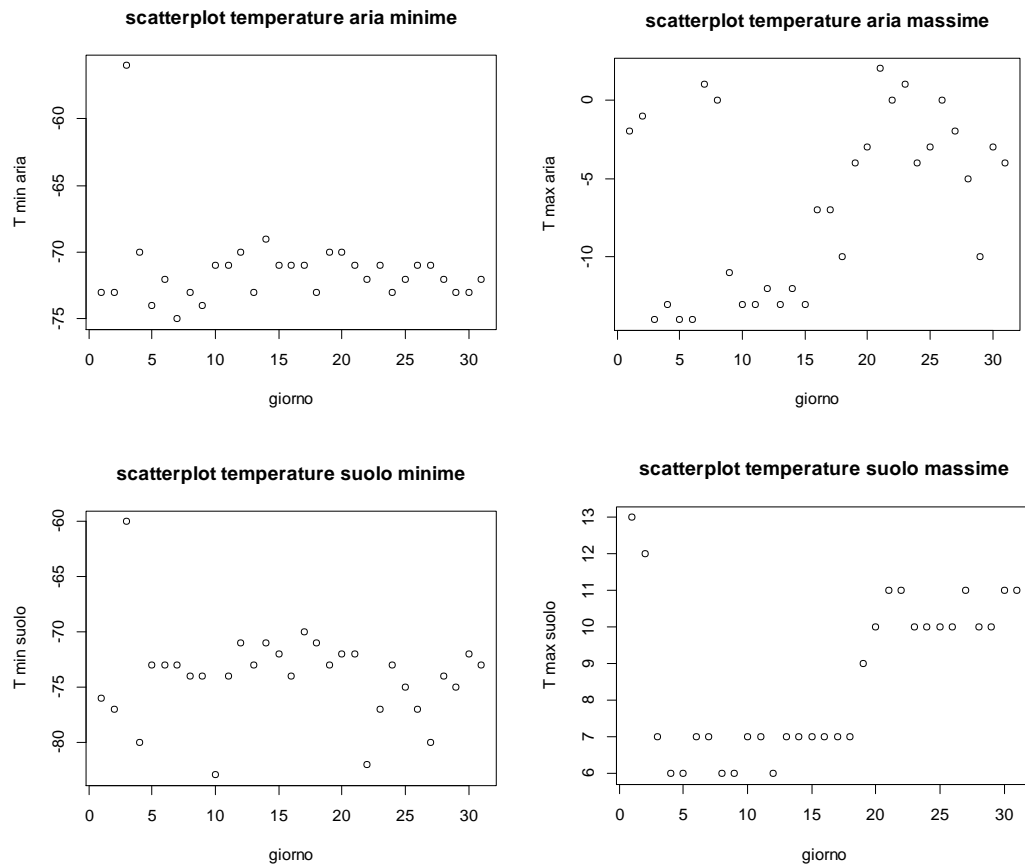 scatterplot temperature aria minime
-60
-65
-70
-75
T min aria
0 5 10 15 20 25 30
giorno
scatterplot temperature aria massime
0
-5
-10
T max aria
0 5 10 15 20 25 30
giorno
scatterplot temperature suolo minime
-60
-65
-70
-75
-80
T min suolo
0 5 10 15 20 25 30
giorno
scatterplot temperature suolo massime
13
12
11
10
9
7
6
T max suolo
0 5 10 15 20 25 30
giorno